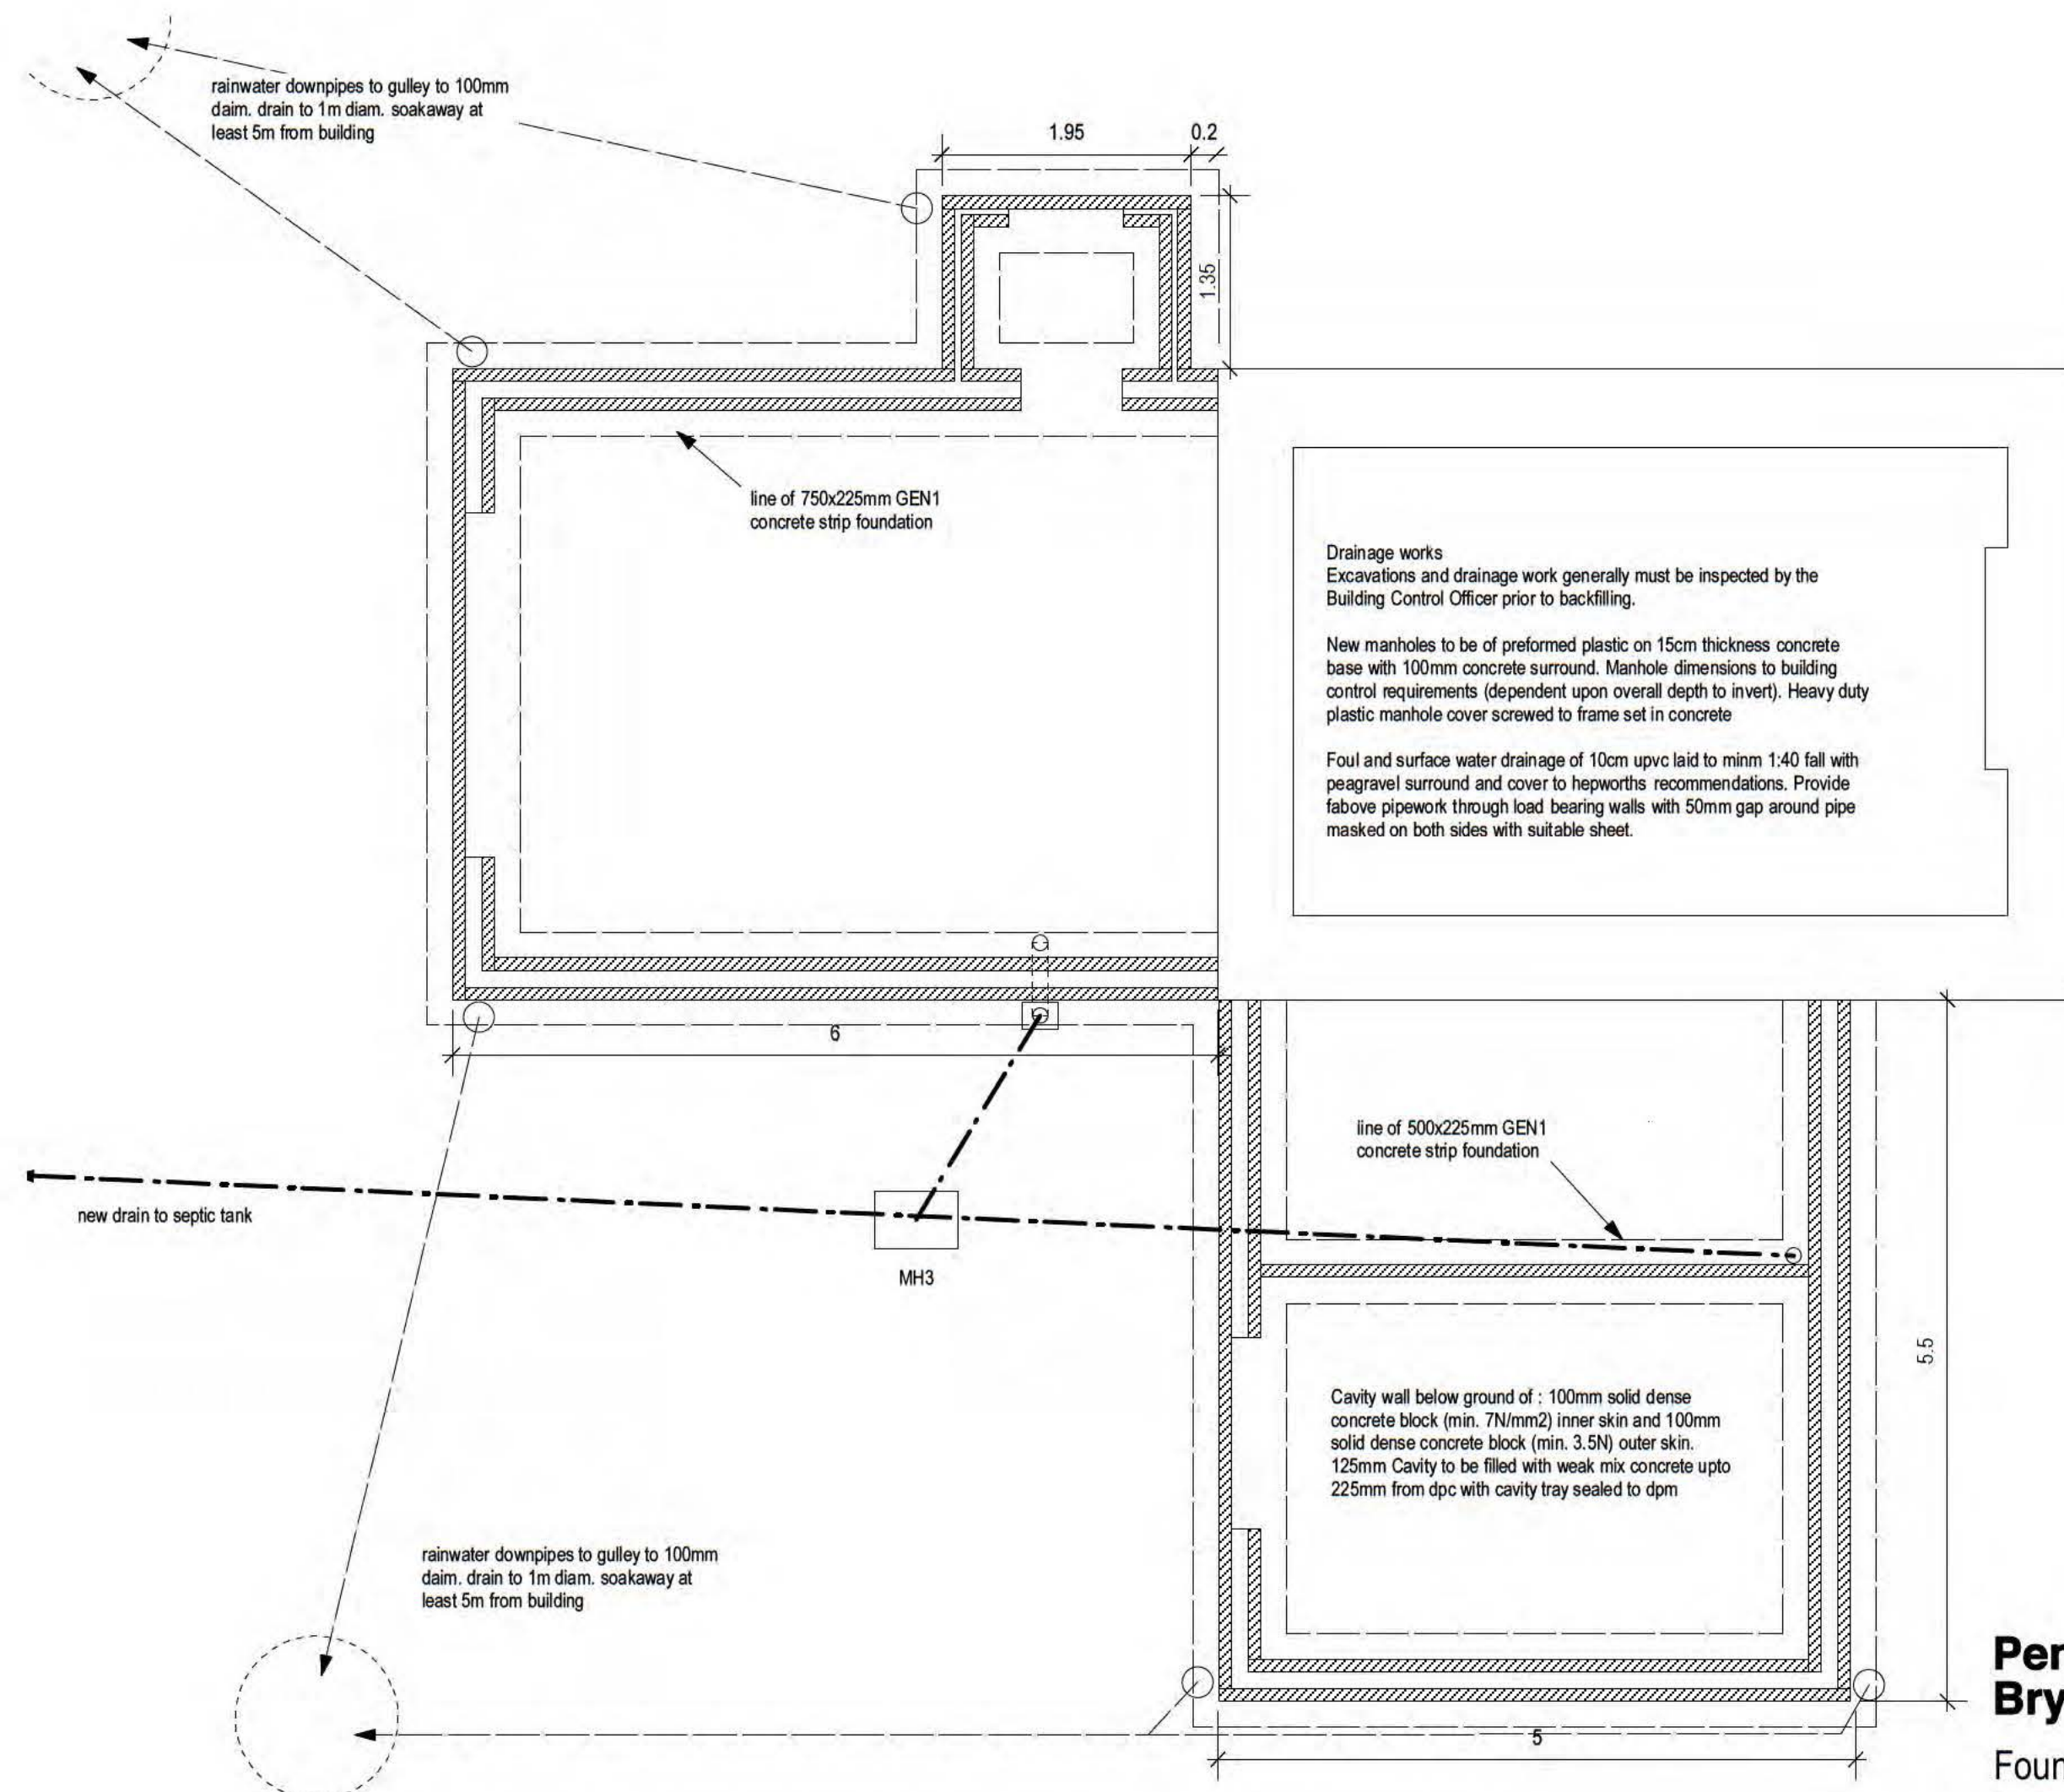 rainwater downpipes to gulley to 100mm
daim. drain to 1m diam. soakaway at
least 5m from building
1.95
0.2
1.35
line of 750x225mm GEN1
concrete strip foundation
Drainage works
Excavations and drainage work generally must be inspected by the
Building Control Officer prior to backfilling.
New manholes to be of preformed plastic on 15cm thickness concrete
base with 100mm concrete surround. Manhole dimensions to building
control requirements (dependent upon overall depth to invert). Heavy duty
plastic manhole cover screwed to frame set in concrete
Foul and surface water drainage of 10cm upvc laid to minm 1:40 fall with
peagravel surround and cover to hepworths recommendations. Provide
fabove pipework through load bearing walls with 50mm gap around pipe
masked on both sides with suitable sheet.
6
line of 500x225mm GEN1
concrete strip foundation
new drain to septic tank
MH3
5.5
Cavity wall below ground of : 100mm solid dense
concrete block (min. 7N/mm2) inner skin and 100mm
solid dense concrete block (min. 3.5N) outer skin.
125mm Cavity to be filled with weak mix concrete upto
225mm from dpc with cavity tray sealed to dpm
rainwater downpipes to gulley to 100mm
daim. drain to 1m diam. soakaway at
least 5m from building
5
Per
Bry
Four